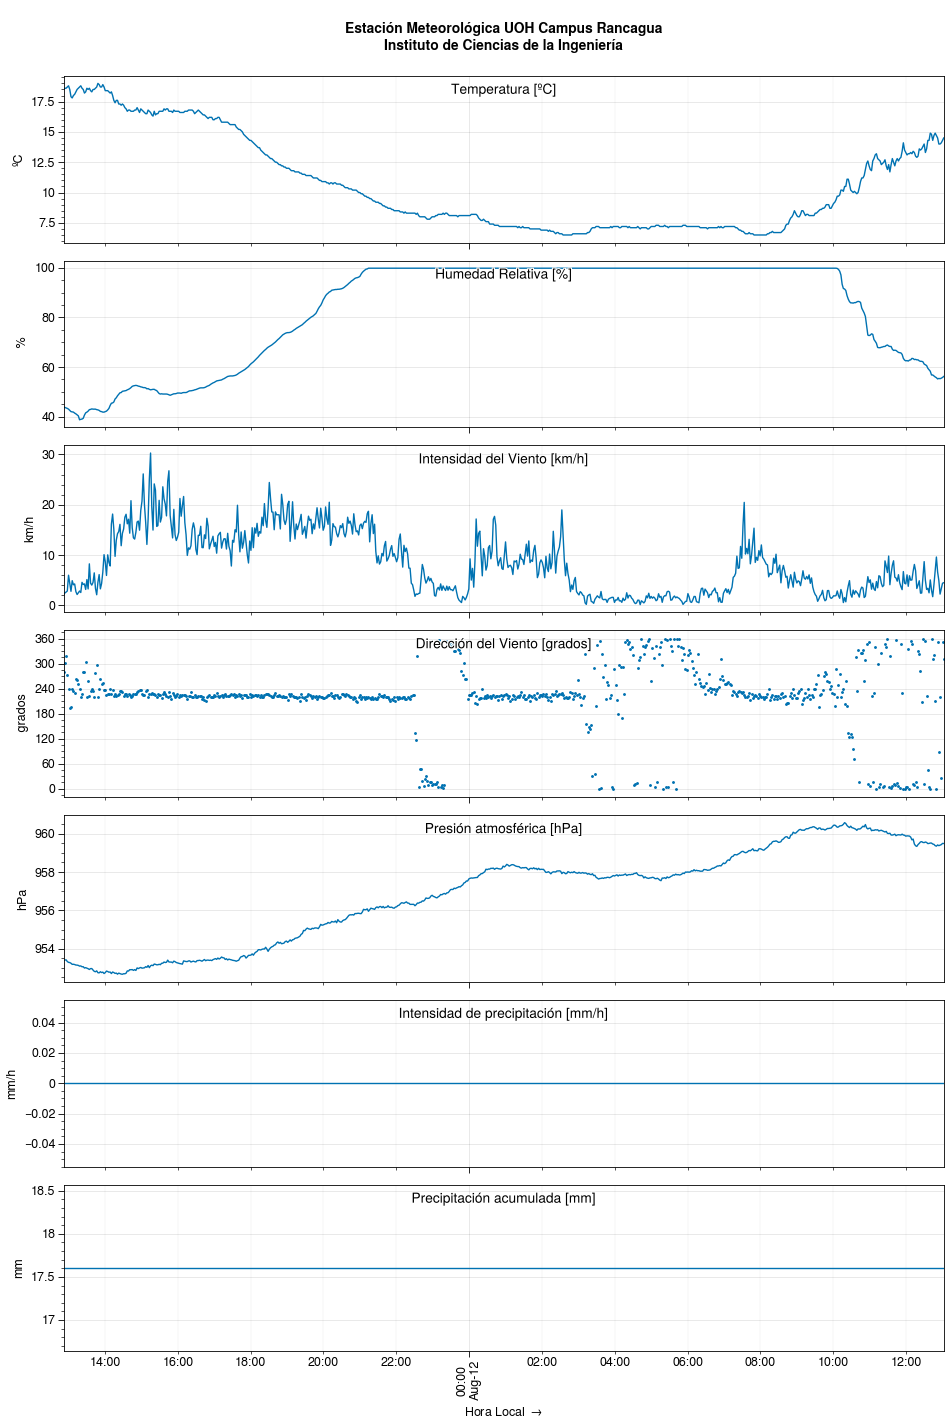 Estación Meteorológica UOH Campus Rancagua
Instituto de Ciencias de la Ingeniería
Temperatura [ºC]
ºC
17.5
15
12.5
10
7.5
Humedad Relativa [%]
%
100
80
60
40
Intensidad del Viento [km/h]
km/h
30
20
10
0
Dirección del Viento [grados]
grados
360
300
240
180
120
60
0
Presión atmosférica [hPa]
hPa
960
958
956
954
Intensidad de precipitación [mm/h]
mm/h
0.04
0.02
0
−0.02
−0.04
Precipitación acumulada [mm]
mm
18.5
18
17.5
17
14:00 16:00 18:00 20:00 22:00 00:00 02:00 04:00 06:00 08:00 10:00 12:00
Aug-12
Hora Local →